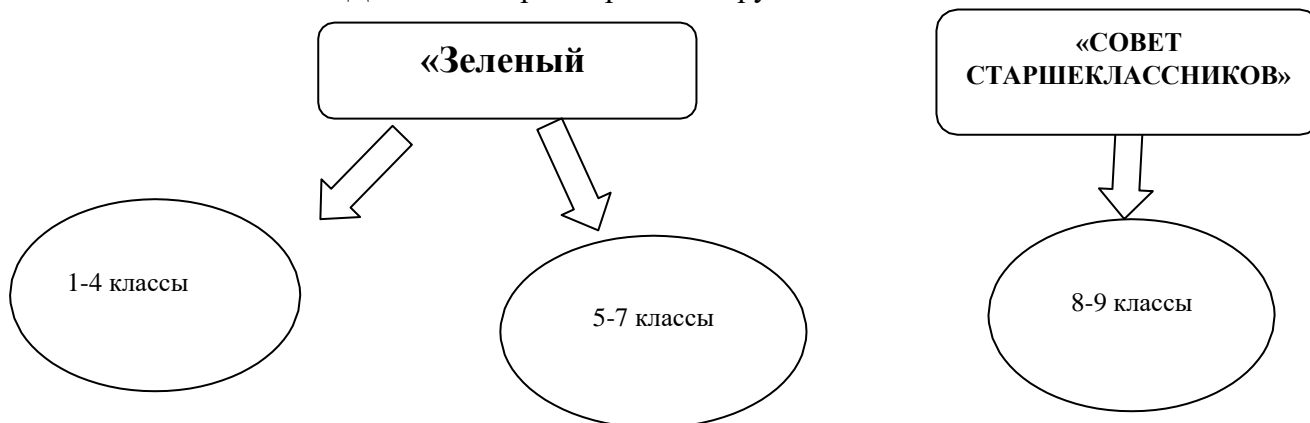 «Зеленый
«СОВЕТ
СТАРШЕКЛАССНИКОВ»
1-4 классы
5-7 классы
8-9 классы